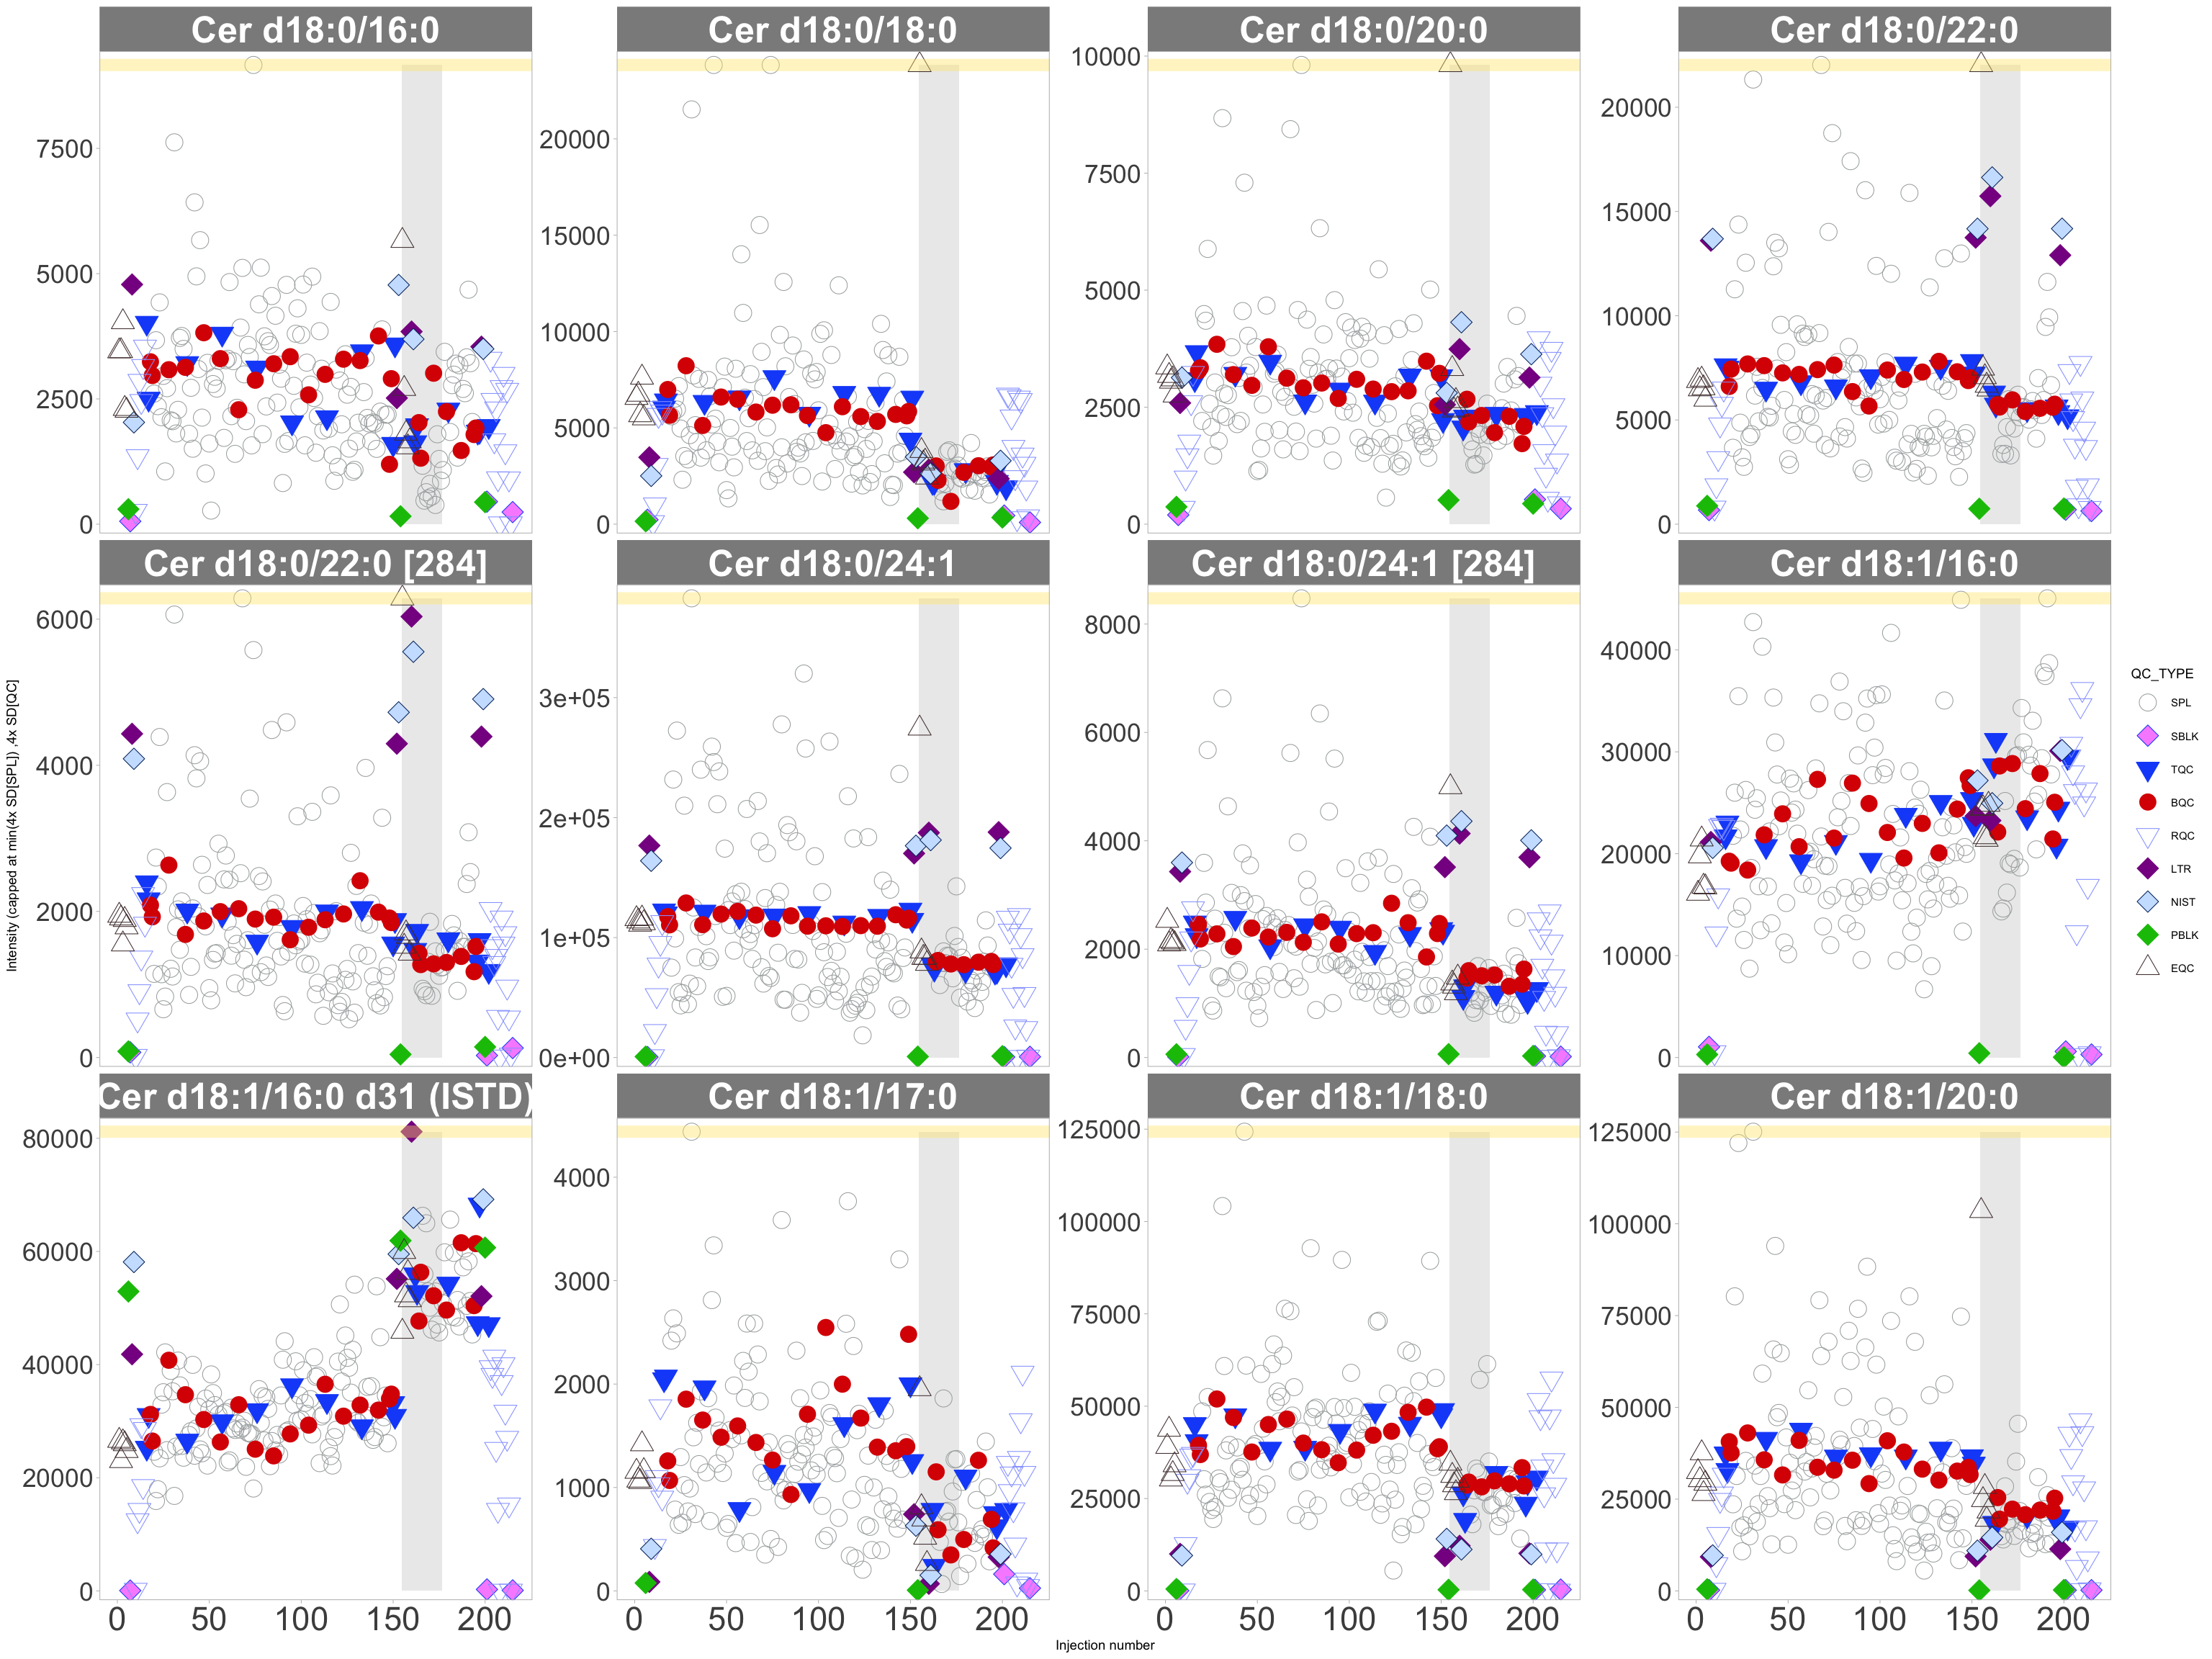 Cer d18:0/16:0
Cer d18:0/18:0
Cer d18:0/20:0
Cer d18:0/22:0
7500
5000
2500
0
20000
15000
10000
5000
0
10000
7500
5000
2500
0
20000
15000
10000
5000
0
Cer d18:0/22:0 [284]
Cer d18:0/24:1
Cer d18:0/24:1 [284]
Cer d18:1/16:0
6000
4000
2000
0
3e+05
2e+05
1e+05
0e+00
8000
6000
4000
2000
0
40000
30000
20000
10000
0
Cer d18:1/16:0 d31 (ISTD)
Cer d18:1/17:0
Cer d18:1/18:0
Cer d18:1/20:0
80000
60000
40000
20000
0
4000
3000
2000
1000
0
125000
100000
75000
50000
25000
0
125000
100000
75000
50000
25000
0
0 50 100 150 200
0 50 100 150 200
0 50 100 150 200
0 50 100 150 200
Injection number
Intensity (capped at min(4x SD[SPL]) ,4x SD[QC]
QC_TYPE
SPL
SBLK
TQC
BQC
RQC
LTR
NIST
PBLK
EQC